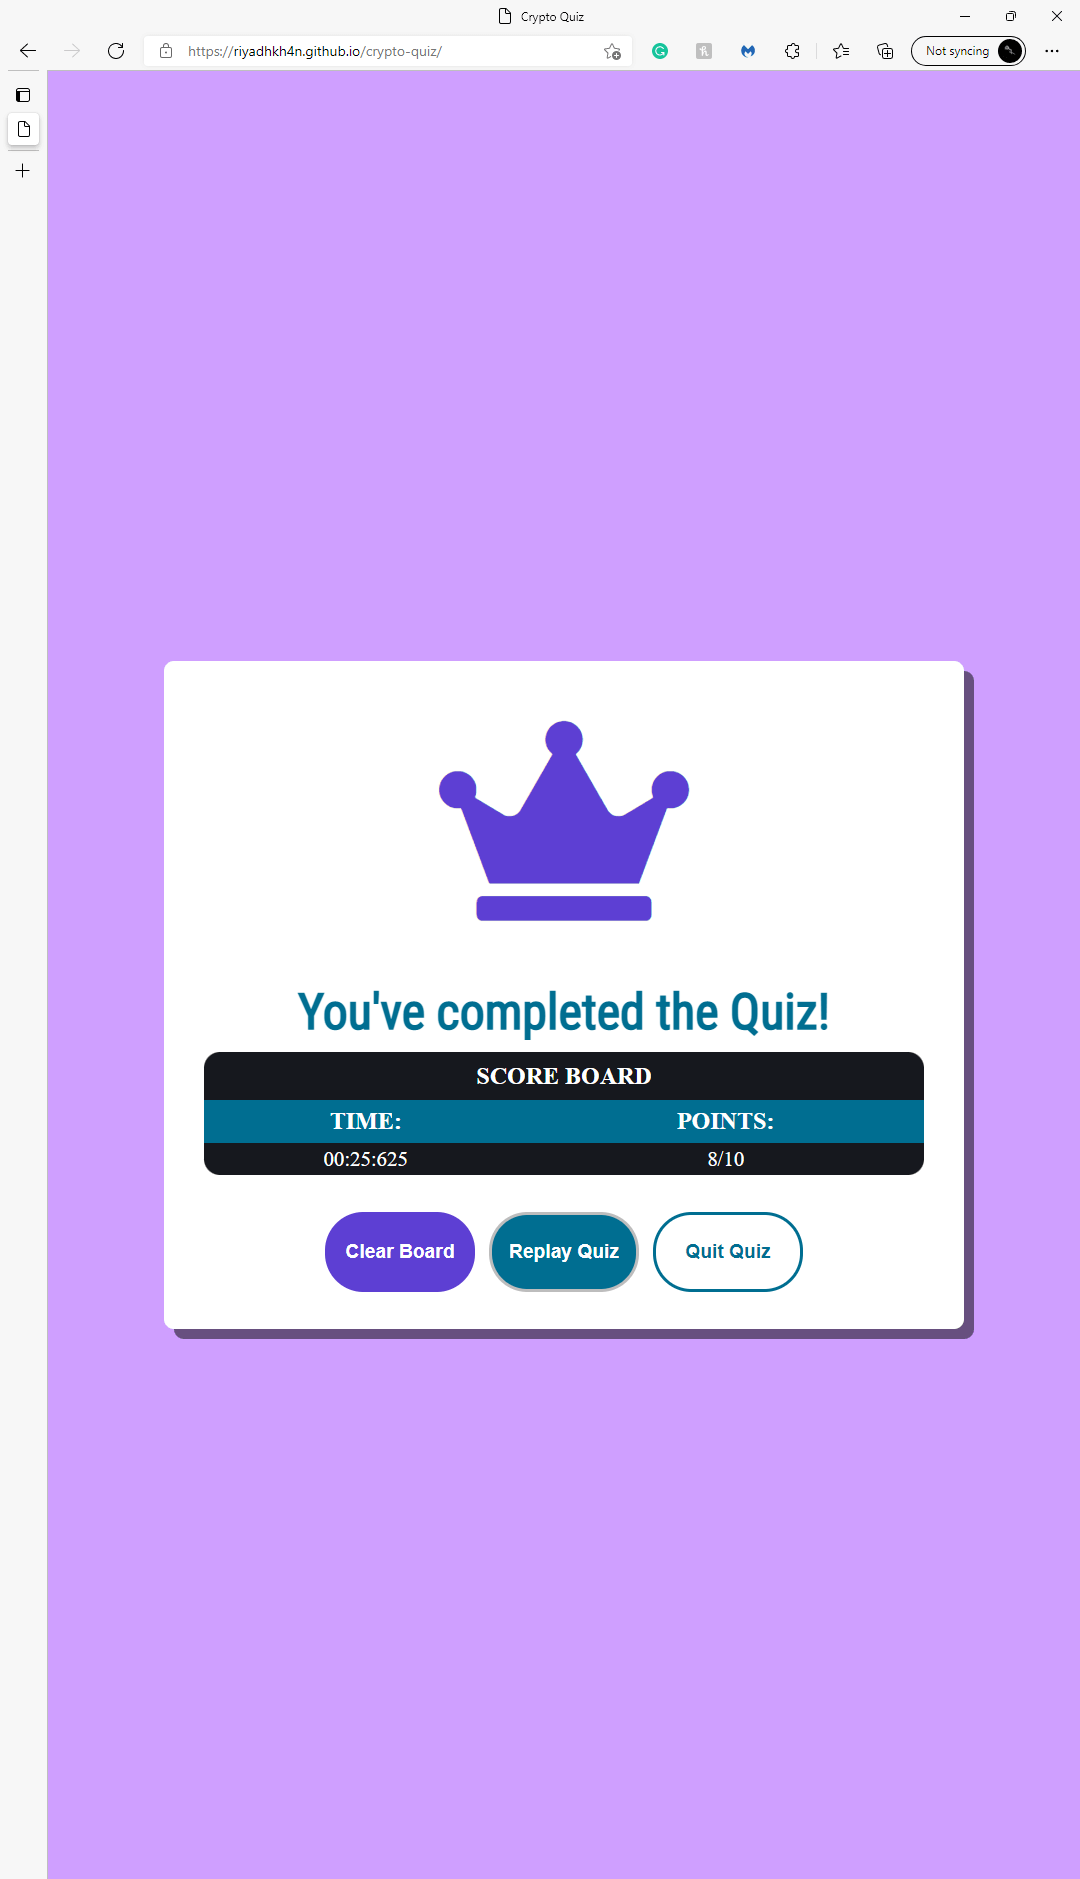 Crypto Quiz
https://riyadhkh4n.github.io/crypto-quiz/
Not syncing
You've completed the Quiz!
SCORE BOARD
TIME: POINTS:
00:25:625 8/10
Clear Board Replay Quiz Quit Quiz